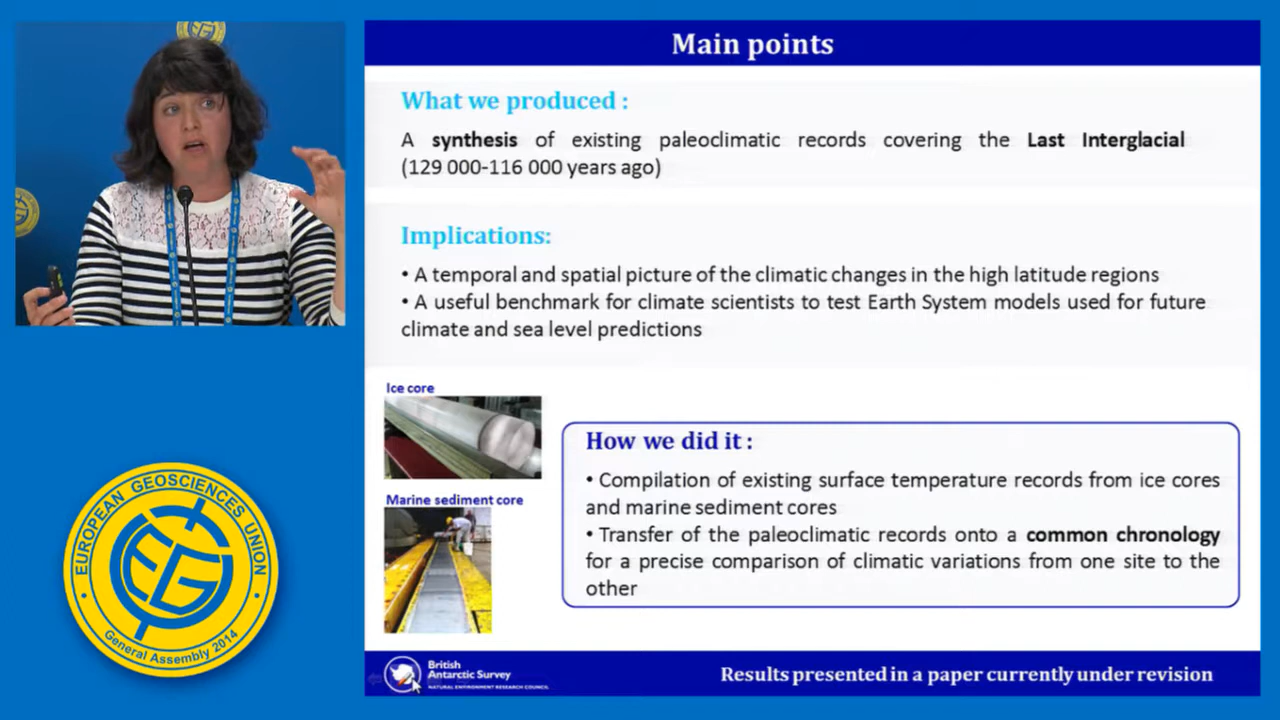 Main points
What we produced :
A synthesis of existing paleoclimatic records covering the Last Interglacial
(129 000-116 000 years ago)
Implications:
• A temporal and spatial picture of the climatic changes in the high latitude regions
• A useful benchmark for climate scientists to test Earth System models used for future
climate and sea level predictions
Ice core
Marine sediment core
How we did it :
• Compilation of existing surface temperature records from ice cores
and marine sediment cores
• Transfer of the paleoclimatic records onto a common chronology
for a precise comparison of climatic variations from one site to the
other
EUROPEAN GEOSCIENCES UNION
EGU
General Assembly 2014
British
Antarctic Survey
NATURAL ENVIRONMENT RESEARCH COUNCIL
Results presented in a paper currently under revision